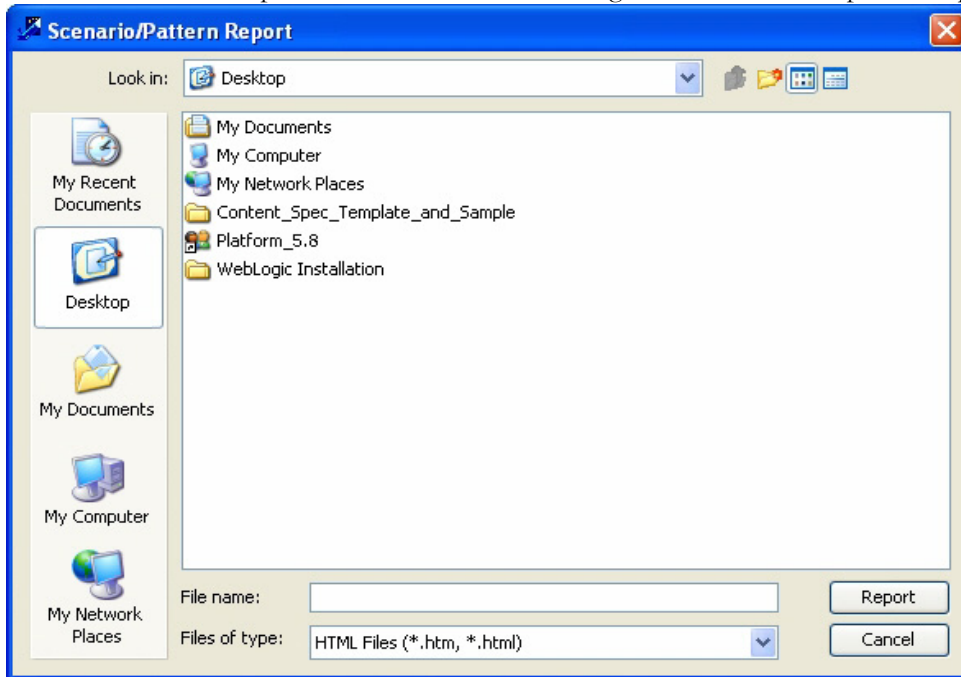 Scenario/Pattern Report
Look in:
Desktop
My Recent
Documents
Desktop
My Documents
My Computer
My Network
Places
My Documents
My Computer
My Network Places
Content_Spec_Template_and_Sample
Platform_5.8
WebLogic Installation
File name:
Report
Files of type:
HTML Files (*.htm, *.html)
Cancel